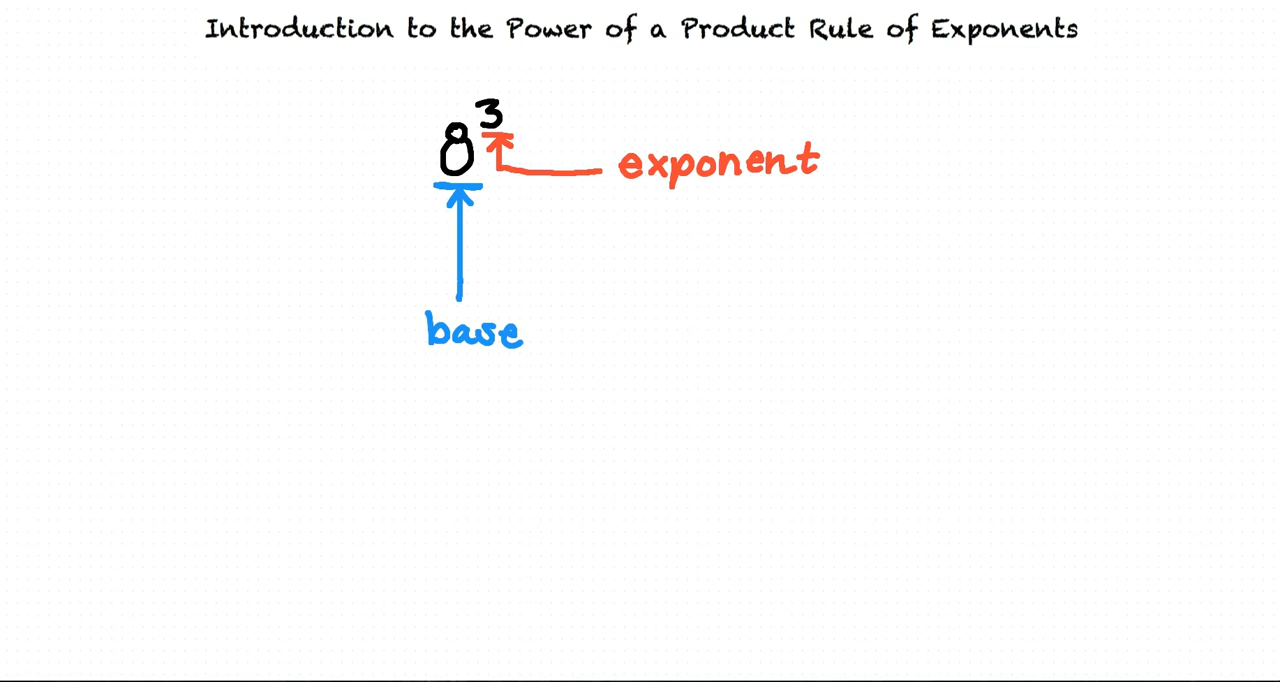 Introduction to the Power of a Product Rule of Exponents
8³
exponent
base